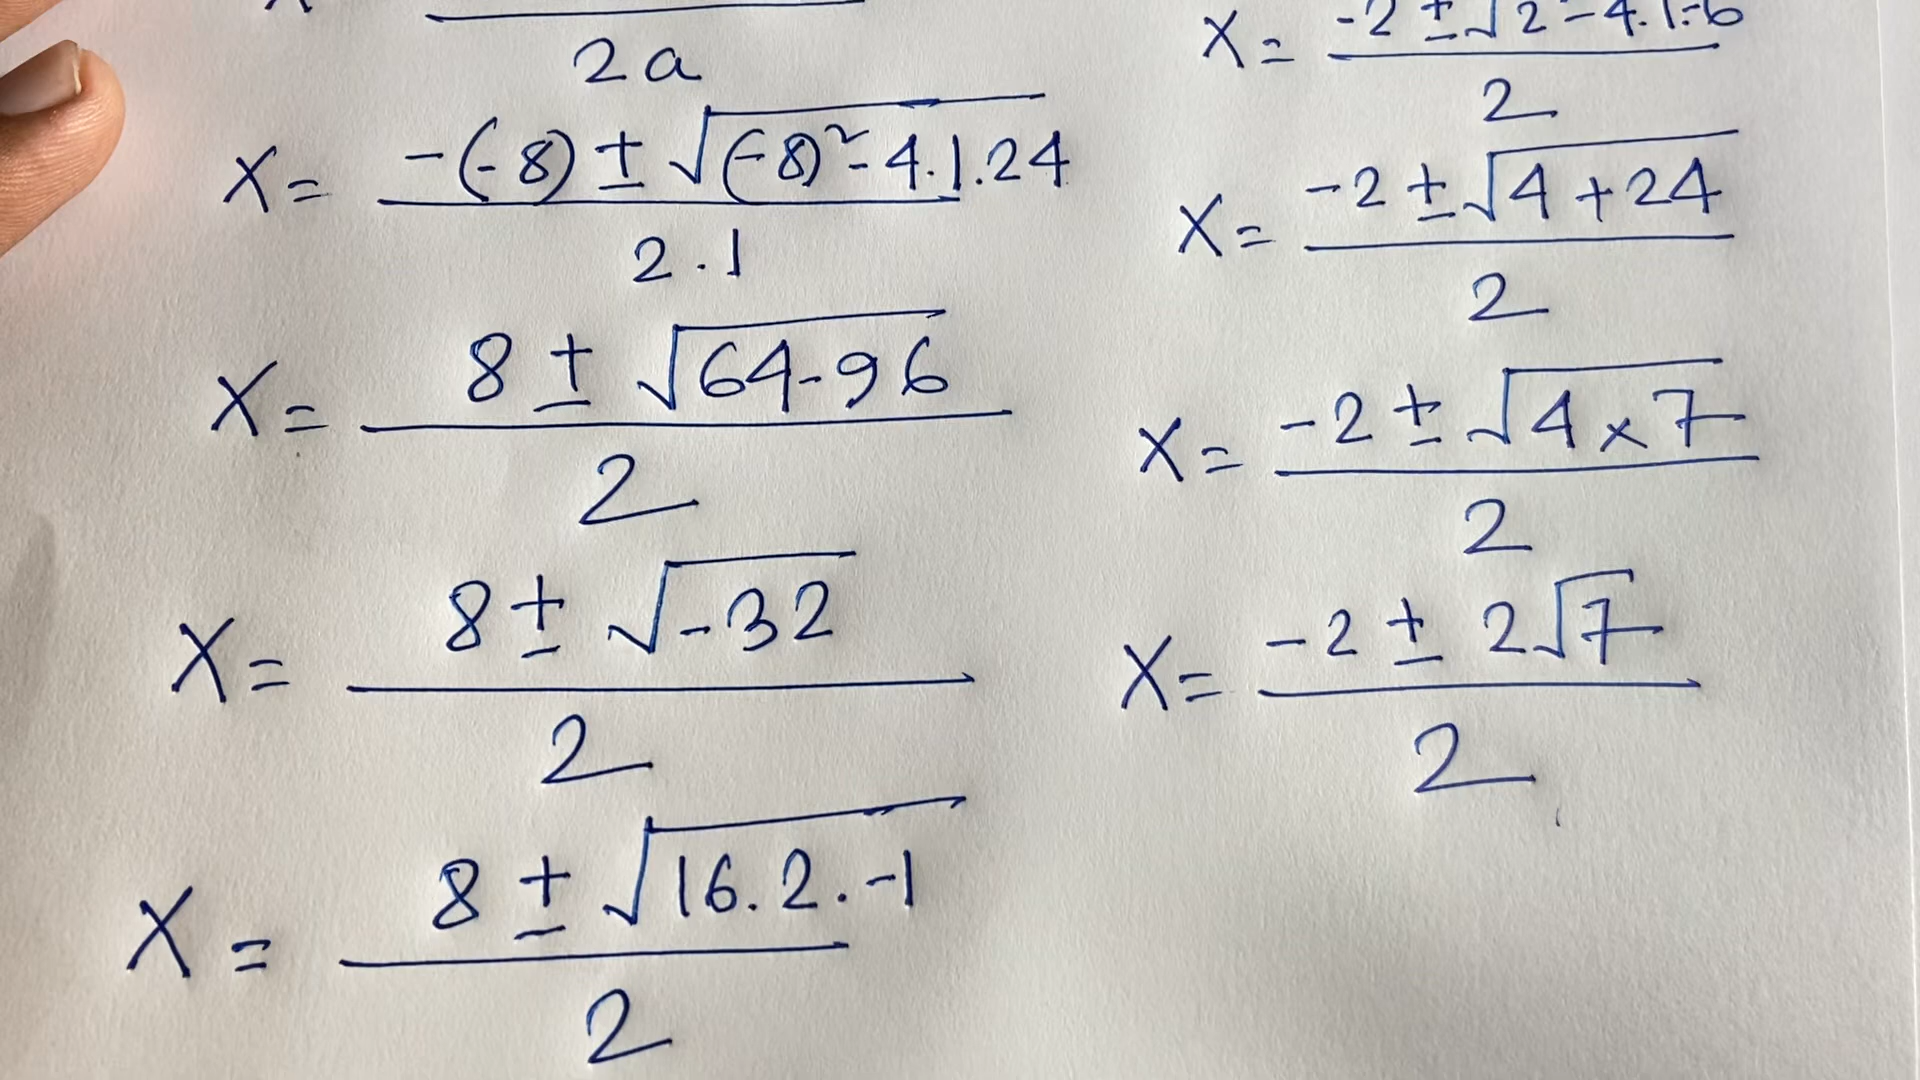 2a
x = -(-8) ± √(-8)² - 4.1.24
2.1
x = 8 ± √64-96
2
x = 8 ± √-32
2
x = 8 ± √16.2.-1
2
x = -2 ± √2 - 4.1.-6
2
x = -2 ± √4+24
2
x = -2 ± √4×7
2
x = -2 ± 2√7
2